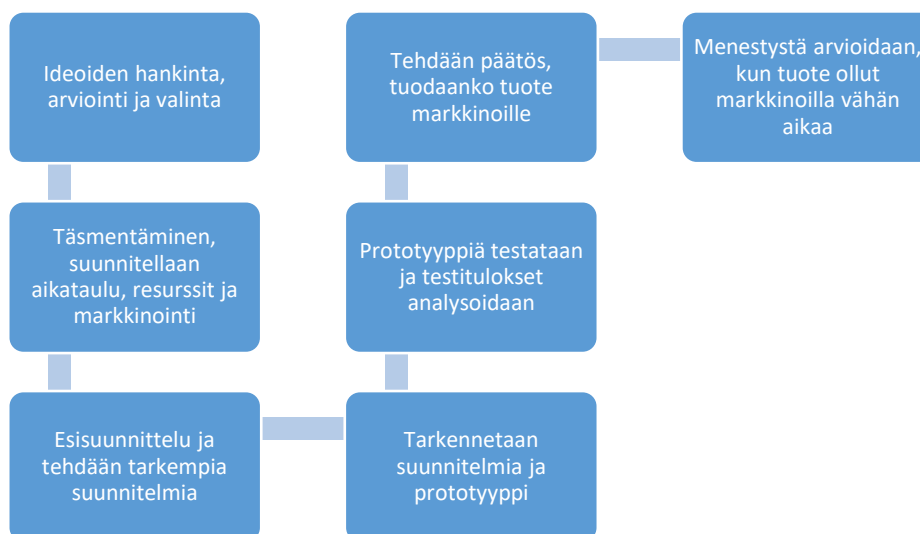 Ideoiden hankinta,
arviointi ja valinta
Täsmentäminen,
suunnitellaan
aikataulu, resurssit ja
markkinointi
Esisuunnittelu ja
tehdään tarkempia
suunnitelmia
Tarkennetaan
suunnitelmia ja
prototyyppi
Prototyyppiä testataan
ja testitulokset
analysoidaan
Tehdään päätös,
tuodaanko tuote
markkinoille
Menestystä arvioidaan,
kun tuote ollut
markkinoilla vähän
aikaa